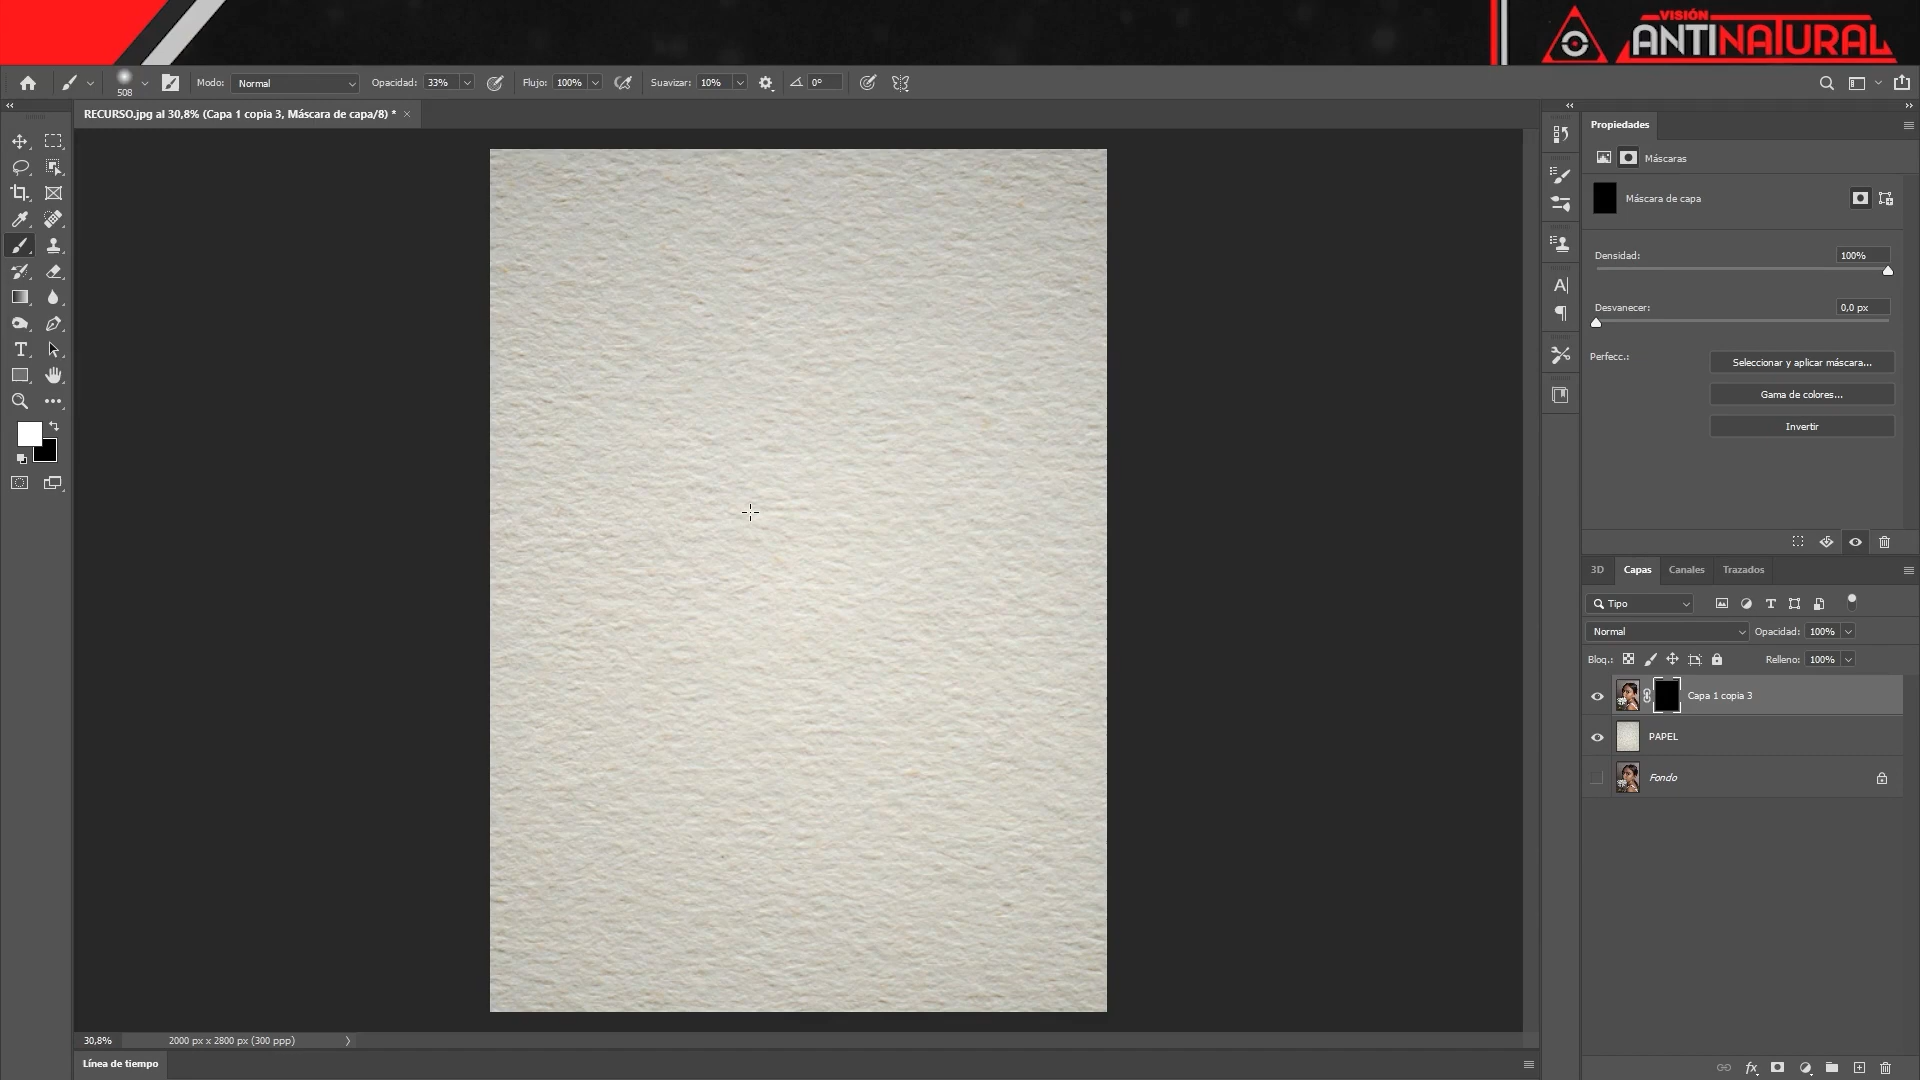 VISIÓN
ANTINATURAL
508
Modo: Normal
Opacidad: 33%
Flujo: 100%
Suavizar: 10%
0°
RECURSO.jpg al 30,8% (Capa 1 copia 3, Máscara de capa/8) *
Propiedades
Máscaras
Máscara de capa
Densidad: 100%
Desvanecer: 0,0 px
Perfecc.:
Seleccionar y aplicar máscara...
Gama de colores...
Invertir
3D Capas Canales Trazados
Tipo
Normal Opacidad: 100%
Bloq.: Relleno: 100%
Capa 1 copia 3
PAPEL
Fondo
30,8% 2000 px x 2800 px (300 ppp)
Línea de tiempo